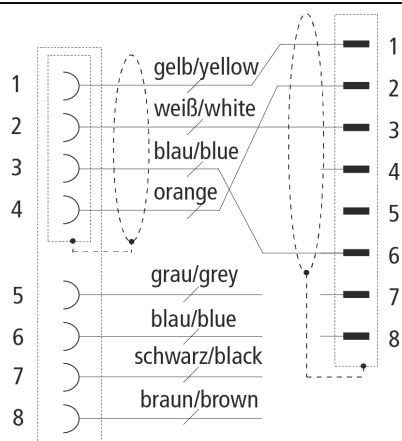 1 gelb/yellow 1
2 weiß/white 2
3 blau/blue 3
4 orange 4
5
6
5 grau/grey 7
6 blau/blue 8
7 schwarz/black
8 braun/brown